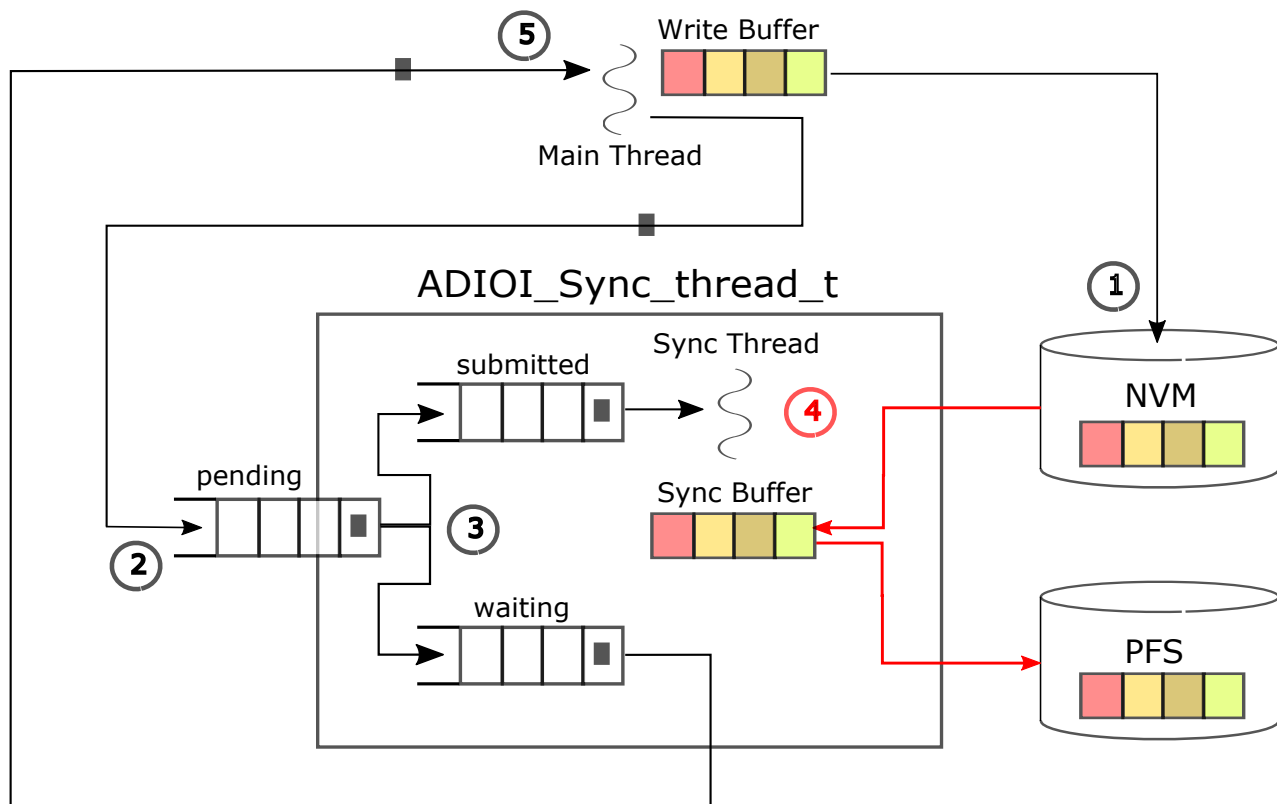 5
Write Buffer
Main Thread
ADIOI_Sync_thread_t
1
Sync Thread
submitted
4
NVM
pending
Sync Buffer
3
2
waiting
PFS